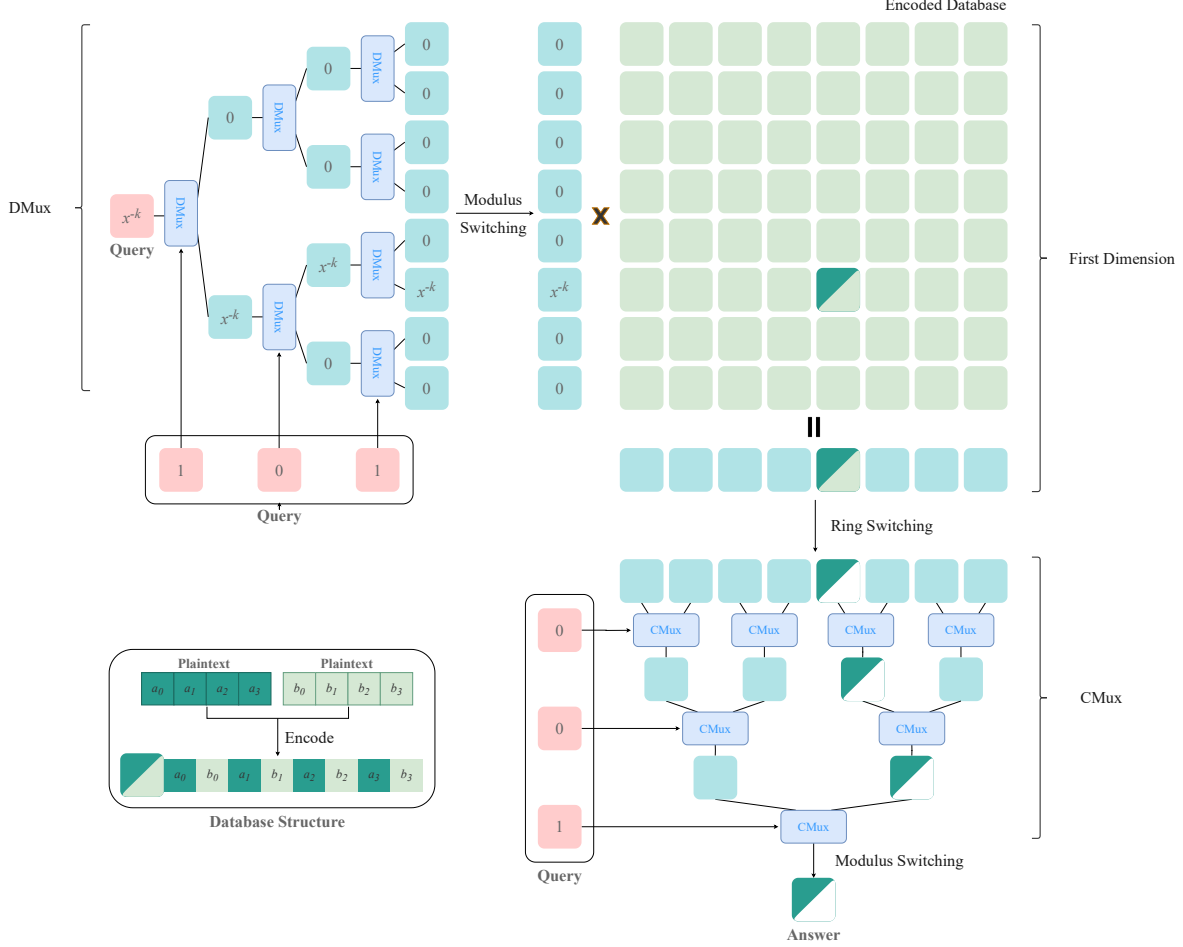 Encoded Database
DMux
x^-k
Query
DMux
0
x^-k
DMux
DMux
0
0
x^-k
0
DMux
DMux
DMux
DMux
0
0
0
0
0
x^-k
0
0
Modulus
Switching
0
0
0
0
0
x^-k
0
0
X
First Dimension
=
1
0
1
Query
Ring Switching
0
0
1
Query
CMux
CMux
CMux
CMux
CMux
CMux
CMux
CMux
Modulus Switching
Answer
Plaintext
Plaintext
a0 a1 a2 a3
b0 b1 b2 b3
Encode
a0 b0 a1 b1 a2 b2 a3 b3
Database Structure